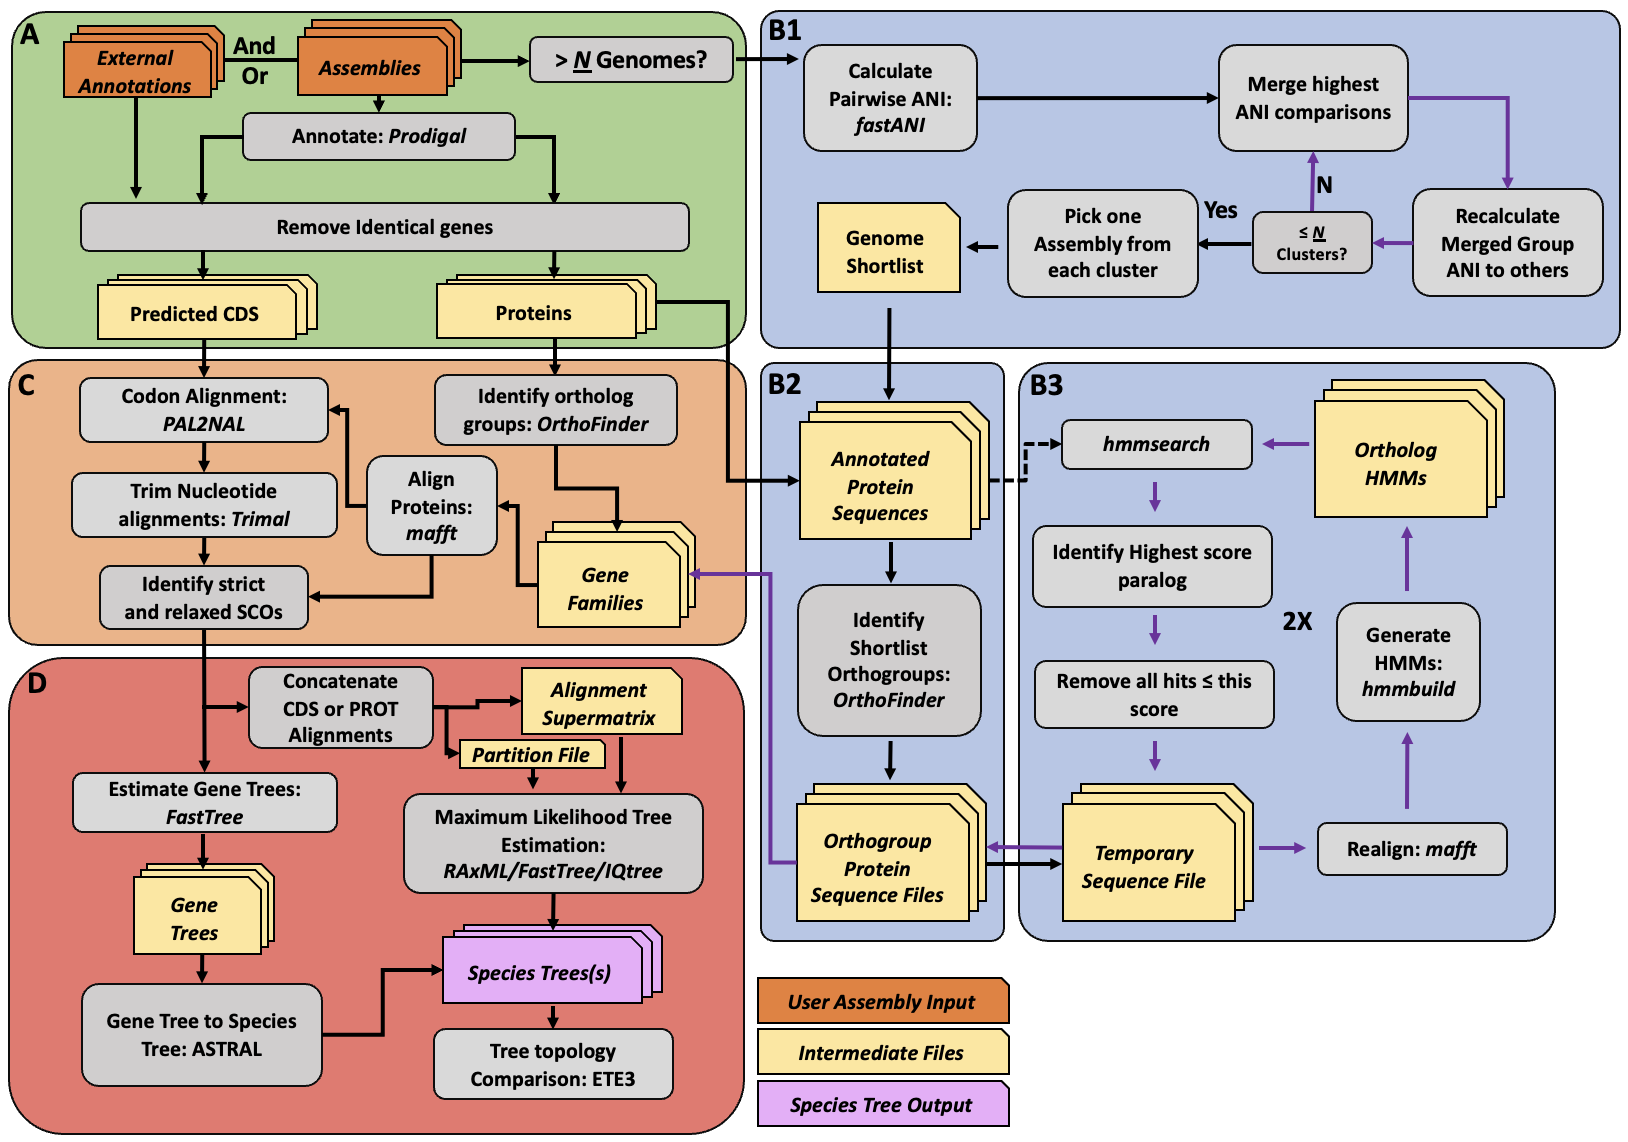 A
External
Annotations
And
Or
Assemblies
> N Genomes?
Annotate: Prodigal
Remove Identical genes
Predicted CDS
Proteins
B1
Calculate
Pairwise ANI:
fastANI
Merge highest
ANI comparisons
N
Yes
Recalculate
Merged Group
ANI to others
≤ N
Clusters?
Pick one
Assembly from
each cluster
Genome
Shortlist
C
Codon Alignment:
PAL2NAL
Identify ortholog
groups: OrthoFinder
Trim Nucleotide
alignments: Trimal
Align
Proteins:
mafft
Identify strict
and relaxed SCOs
Gene
Families
B2
Annotated
Protein
Sequences
Identify
Shortlist
Orthogroups:
OrthoFinder
Orthogroup
Protein
Sequence Files
B3
hmmsearch
Ortholog
HMMs
Identify Highest score
paralog
2X
Generate
HMMs:
hmmbuild
Remove all hits ≤ this
score
Temporary
Sequence File
Realign: mafft
D
Concatenate
CDS or PROT
Alignments
Alignment
Supermatrix
Partition File
Estimate Gene Trees:
FastTree
Maximum Likelihood Tree
Estimation:
RAxML/FastTree/IQtree
Gene
Trees
Species Trees(s)
Gene Tree to Species
Tree: ASTRAL
Tree topology
Comparison: ETE3
User Assembly Input
Intermediate Files
Species Tree Output